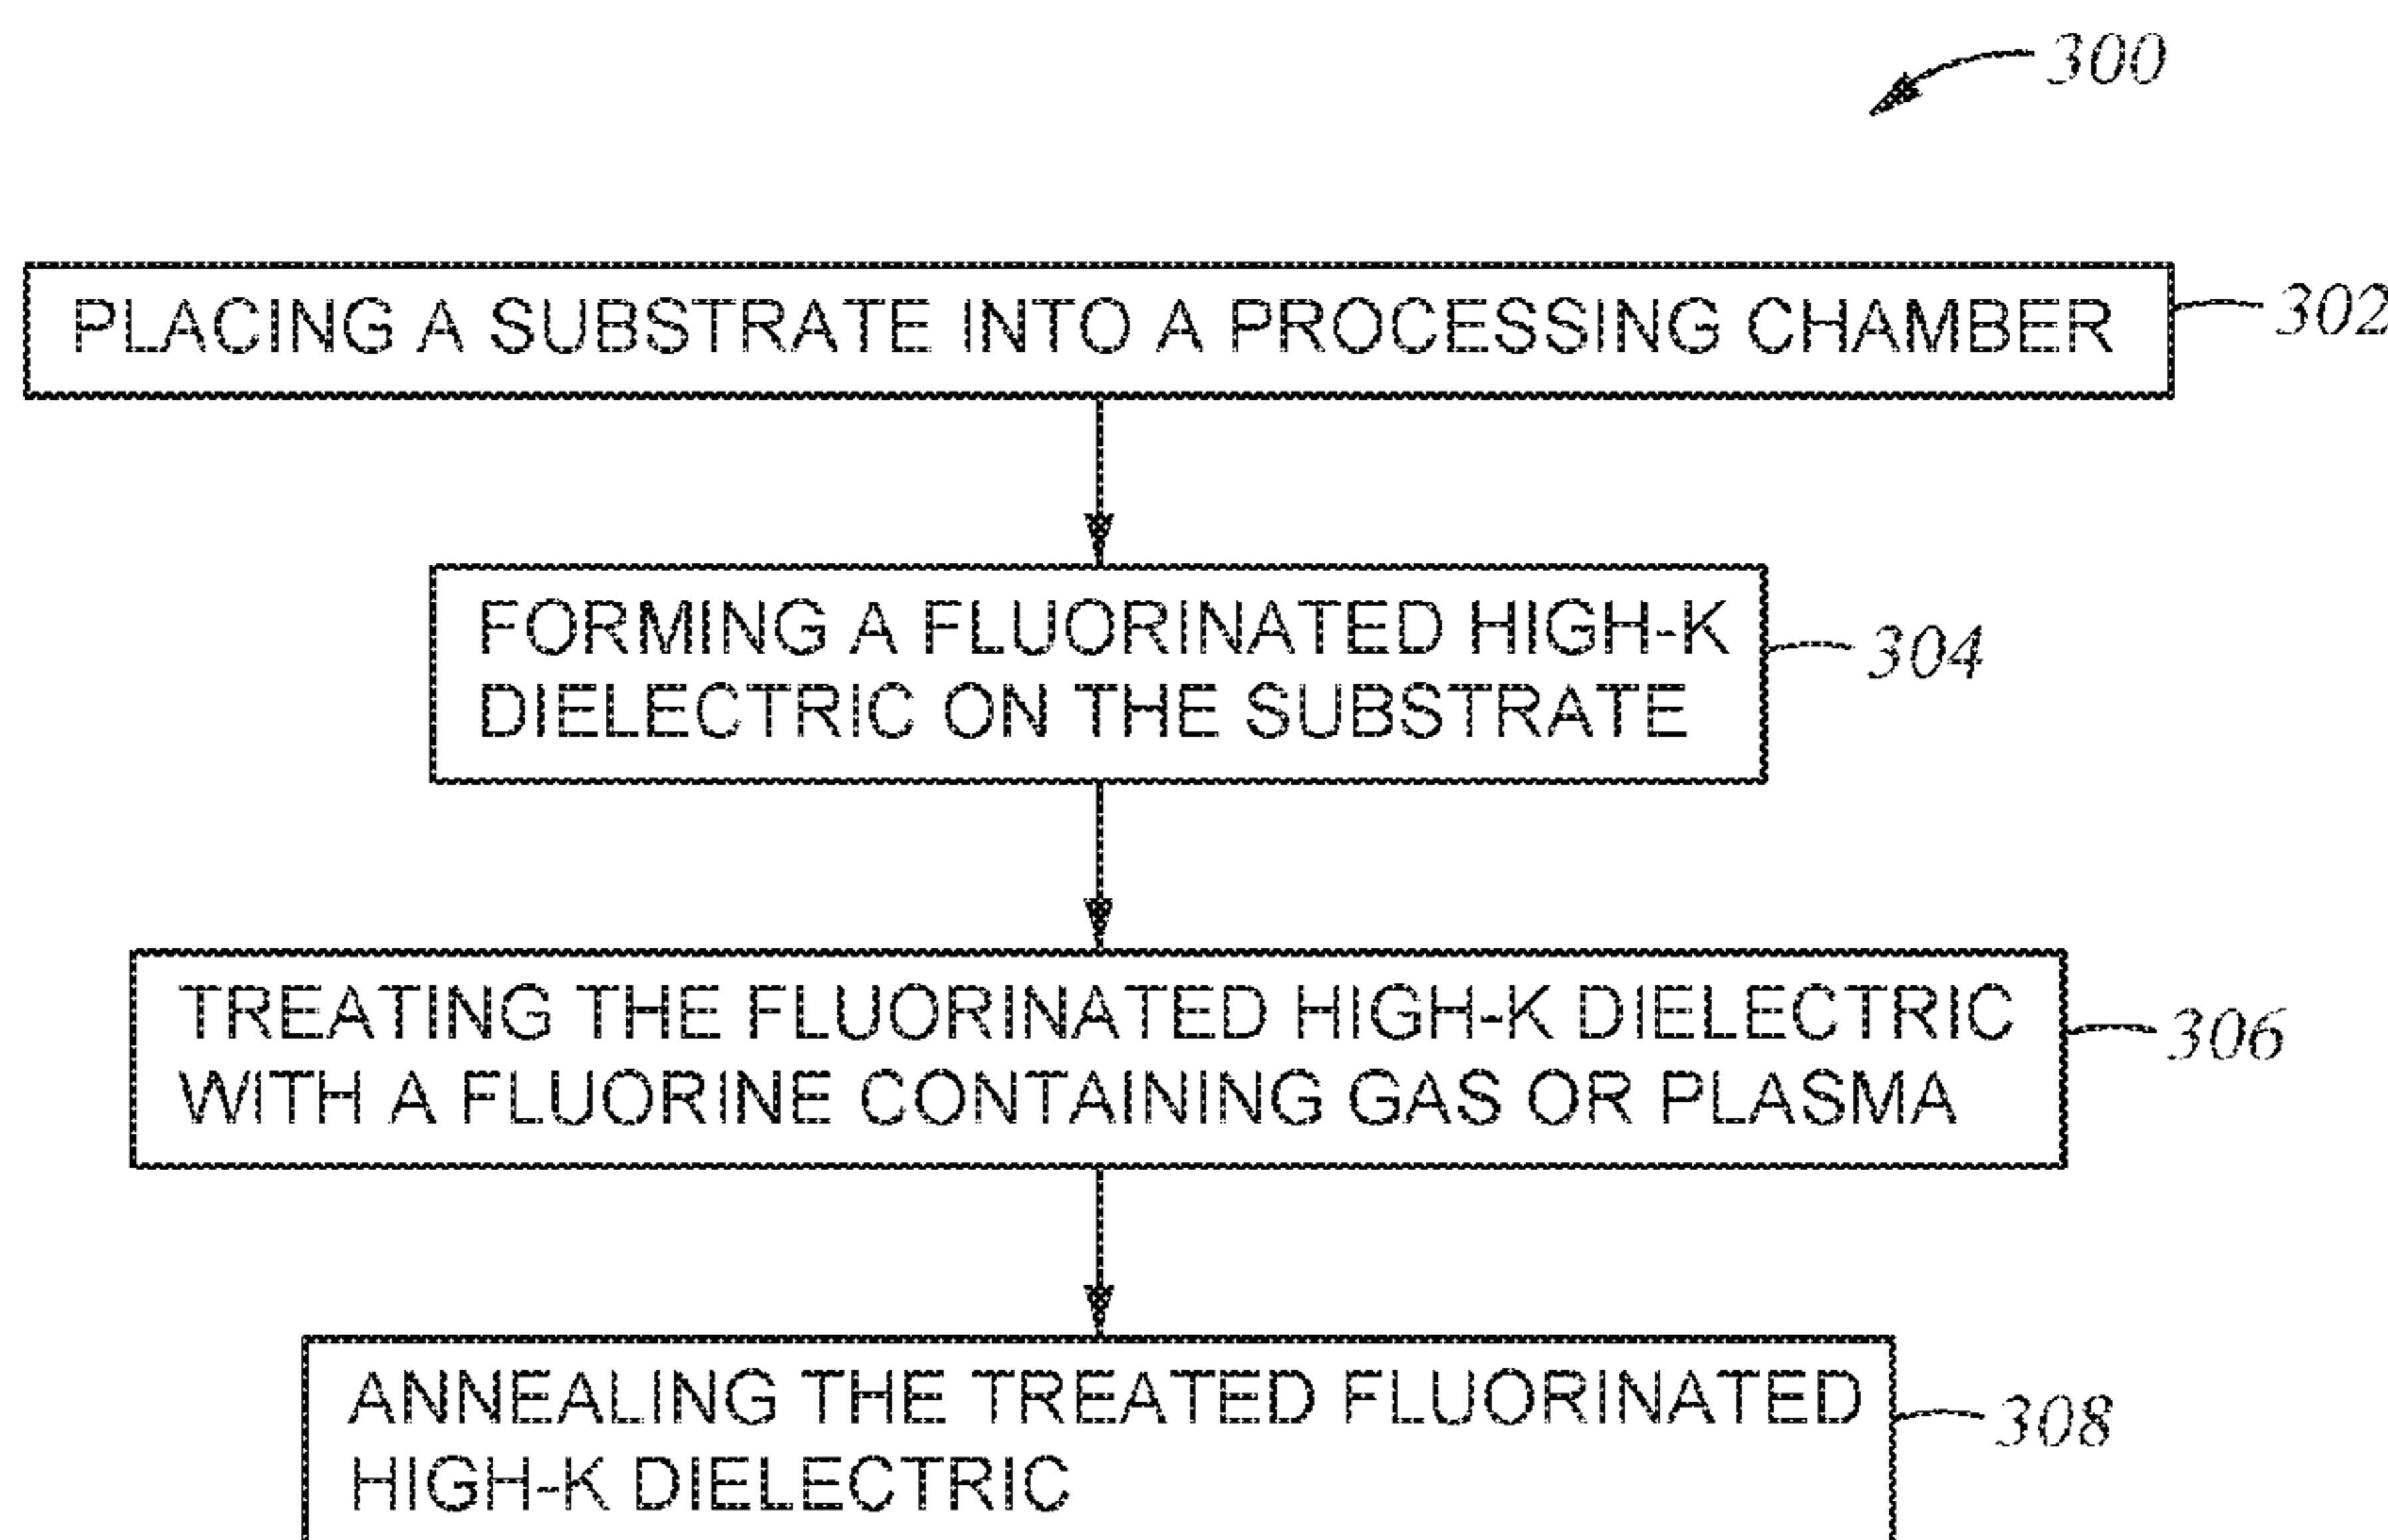 300
PLACING A SUBSTRATE INTO A PROCESSING CHAMBER
302
FORMING A FLUORINATED HIGH-K
DIELECTRIC ON THE SUBSTRATE
304
TREATING THE FLUORINATED HIGH-K DIELECTRIC
WITH A FLUORINE CONTAINING GAS OR PLASMA
306
ANNEALING THE TREATED FLUORINATED
HIGH-K DIELECTRIC
308